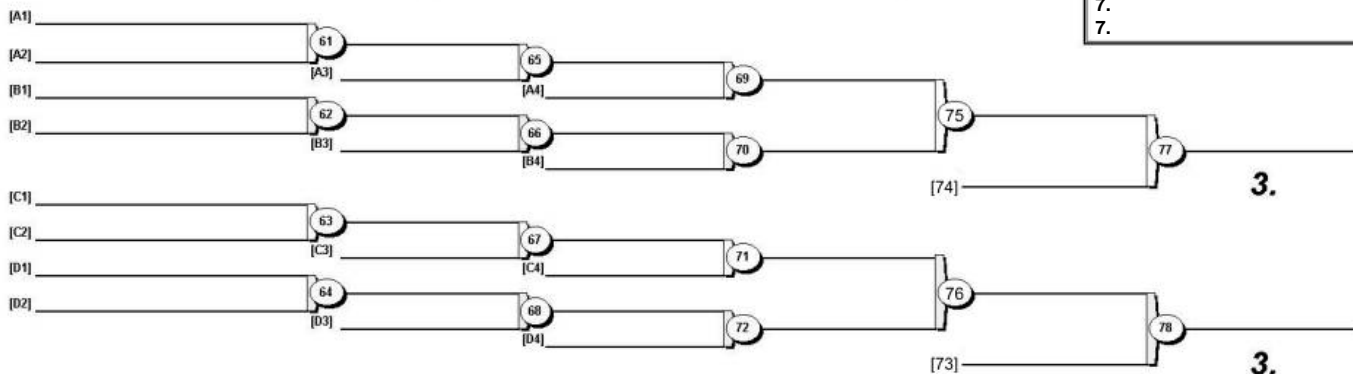 7.
7.
[A1]
61
[A2]
[A3]
65
[A4]
69
[B1]
62
[B2]
[B3]
66
[B4]
70
75
[74]
77
3.
[C1]
63
[C2]
[C3]
67
[C4]
71
[D1]
64
[D2]
[D3]
68
[D4]
72
76
[73]
78
3.